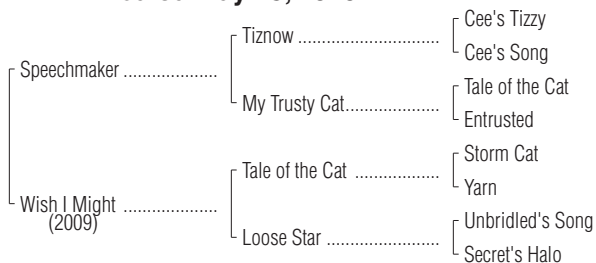 Cee's Tizzy
Tiznow ................................
Cee's Song
Speechmaker .....................
Tale of the Cat
My Trusty Cat.....................
Entrusted
Storm Cat
Tale of the Cat ...................
Yarn
Wish I Might .....................
(2009)
Unbridled's Song
Loose Star .........................
Secret's Halo